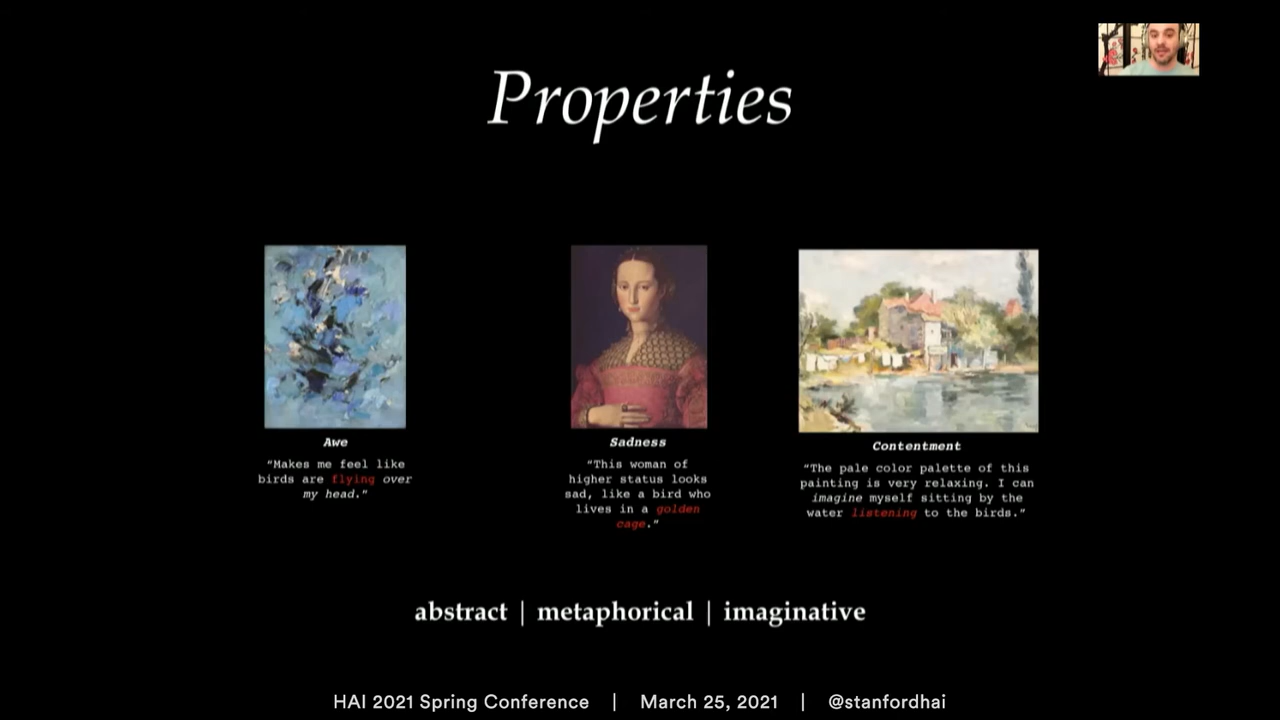 Properties
Awe
"Makes me feel like
birds are flying over
my head."
Sadness
"This woman of
higher status looks
sad, like a bird who
lives in a golden
cage."
Contentment
"The pale color palette of this
painting is very relaxing. I can
imagine myself sitting by the
water listening to the birds."
abstract | metaphorical | imaginative
HAI 2021 Spring Conference | March 25, 2021 | @stanfordhai